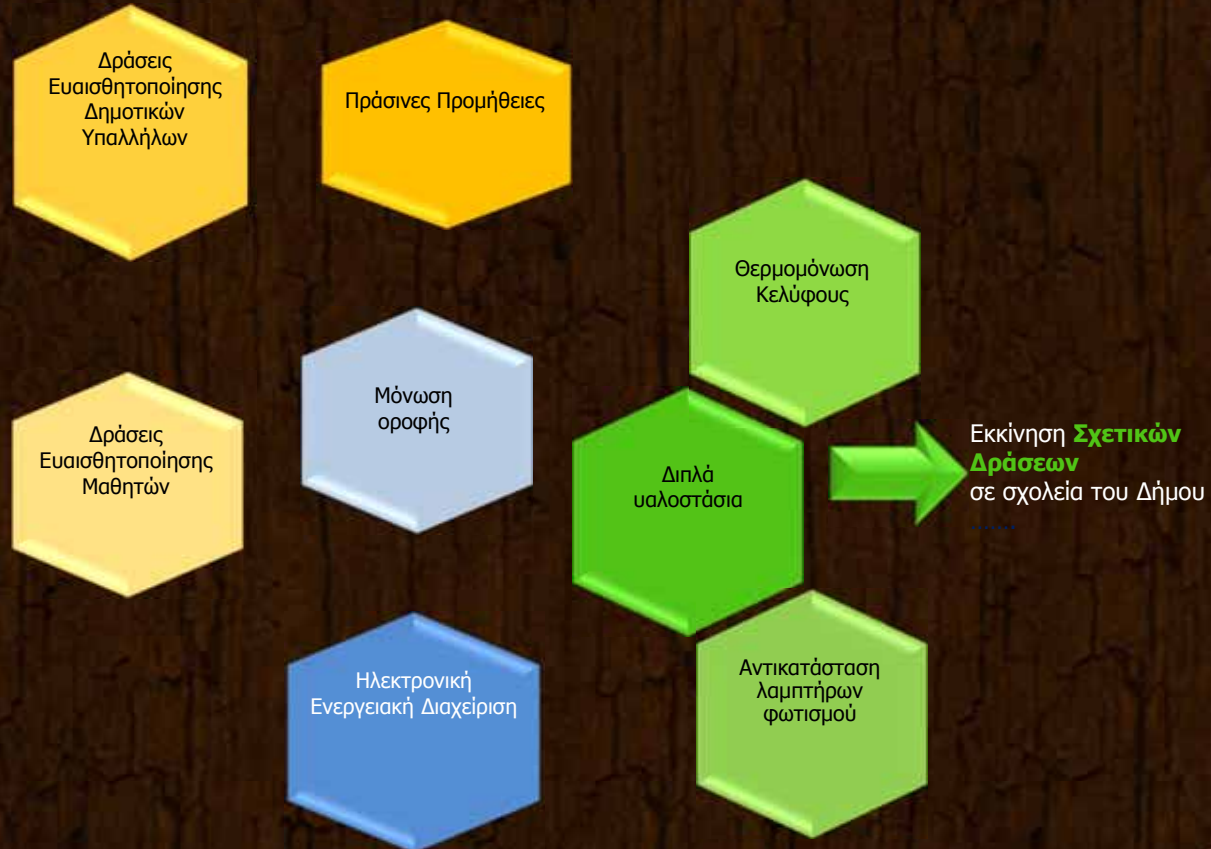 Δράσεις
Ευαισθητοποίησης
Δημοτικών
Υπαλλήλων
Πράσινες Προμήθειες
Θερμομόνωση
Κελύφους
Μόνωση
οροφής
Δράσεις
Ευαισθητοποίησης
Μαθητών
Διπλά
υαλοστάσια
Εκκίνηση Σχετικών
Δράσεων
σε σχολεία του Δήμου
Ηλεκτρονική
Ενεργειακή Διαχείριση
Αντικατάσταση
λαμπτήρων
φωτισμού